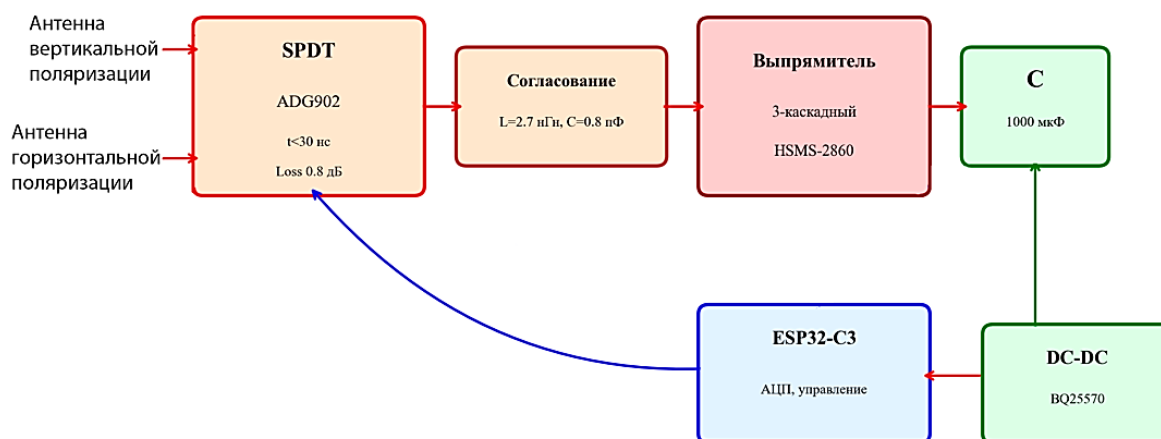 Антенна
вертикальной
поляризации
Антенна
горизонтальной
поляризации
SPDT
ADG902
t<30 нс
Loss 0.8 дБ
Согласование
L=2.7 нГн, C=0.8 пФ
Выпрямитель
3-каскадный
HSMS-2860
C
1000 мкФ
ESP32-C3
АЦП, управление
DC-DC
BQ25570